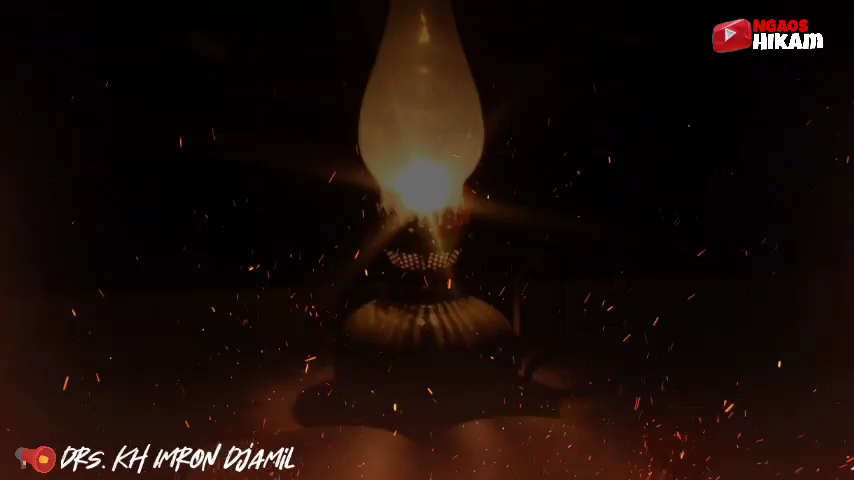 NGAOS
HIKAM
DRS. KH IMRON DJAMIL